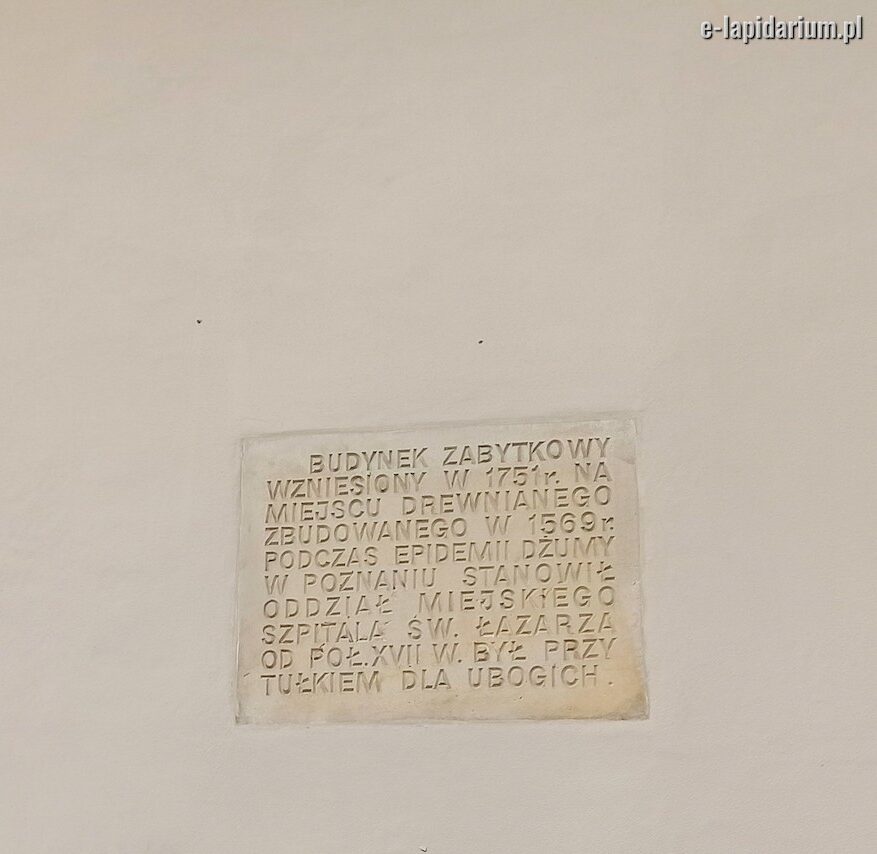 e-lapidarium.pl
BUDYNEK ZABYTKOWY
WZNIESIONY W 1751r. NA
MIEJSCU DREWNIANEGO
ZBUDOWANEGO W 1569r.
PODCZAS EPIDEMII DŻUMY
W POZNANIU STANOWIŁ
ODDZIAŁ MIEJSKIEGO
SZPITALA ŚW. ŁAZARZA
OD POŁ.XVII W. BYŁ PRZY
TUŁKIEM DLA UBOGICH.